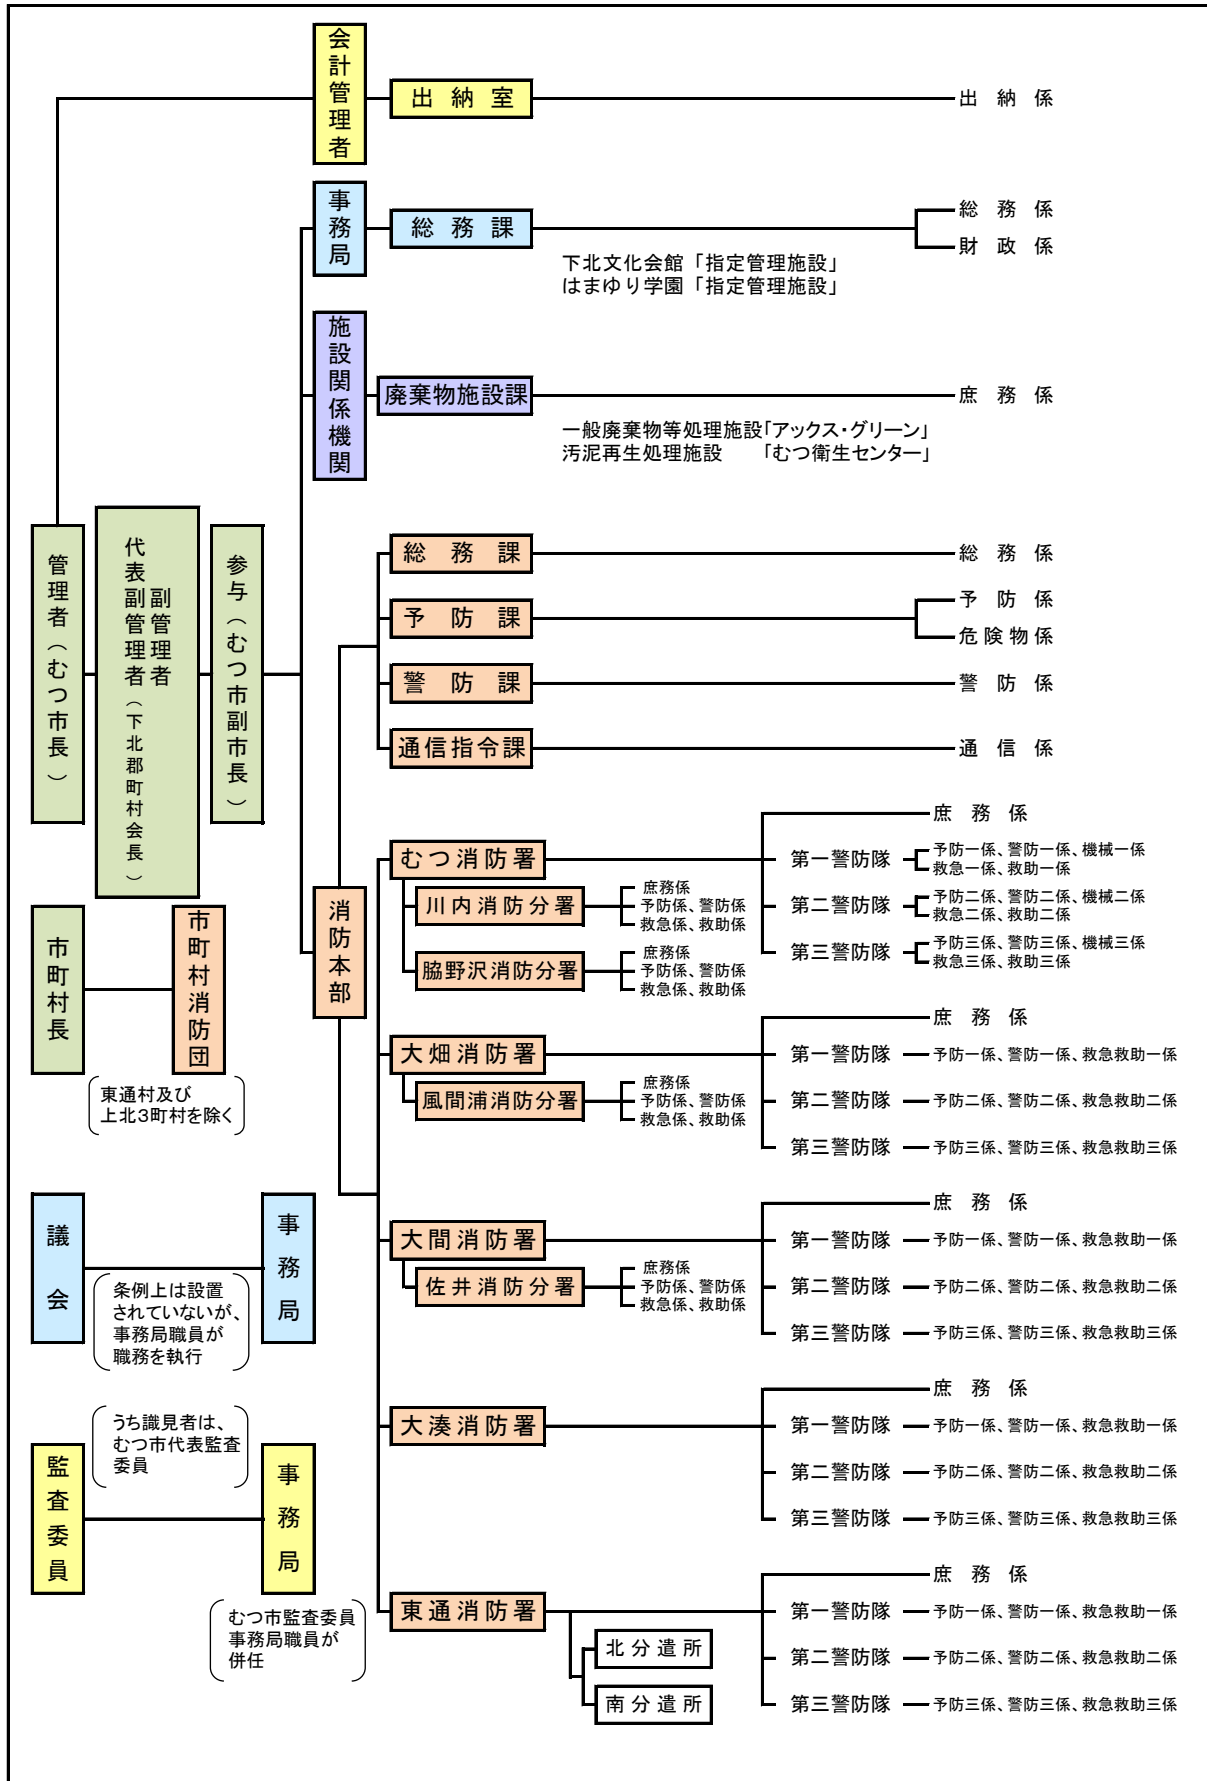 会計管理者
出納室
出納係
事務局
総務課
総務係
財政係
下北文化会館「指定管理施設」
はまゆり学園「指定管理施設」
施設関係機関
廃棄物施設課
庶務係
一般廃棄物等処理施設「アックス・グリーン」
汚泥再生処理施設 「むつ衛生センター」
管理者(むつ市長)
副管理者
代表副管理者(下北郡町村会長)
参与(むつ市副市長)
消防本部
総務課
総務係
予防課
予防係
危険物係
警防課
警防係
通信指令課
通信係
むつ消防署
庶務係
第一警防隊
予防一係、警防一係、機械一係
救急一係、救助一係
第二警防隊
予防二係、警防二係、機械二係
救急二係、救助二係
第三警防隊
予防三係、警防三係、機械三係
救急三係、救助三係
川内消防分署
庶務係
予防係、警防係
救急係、救助係
脇野沢消防分署
庶務係
予防係、警防係
救急係、救助係
大畑消防署
庶務係
第一警防隊
予防一係、警防一係、救急救助一係
第二警防隊
予防二係、警防二係、救急救助二係
第三警防隊
予防三係、警防三係、救急救助三係
風間浦消防分署
庶務係
予防係、警防係
救急係、救助係
大間消防署
庶務係
第一警防隊
予防一係、警防一係、救急救助一係
第二警防隊
予防二係、警防二係、救急救助二係
第三警防隊
予防三係、警防三係、救急救助三係
佐井消防分署
庶務係
予防係、警防係
救急係、救助係
大湊消防署
庶務係
第一警防隊
予防一係、警防一係、救急救助一係
第二警防隊
予防二係、警防二係、救急救助二係
第三警防隊
予防三係、警防三係、救急救助三係
東通消防署
庶務係
第一警防隊
予防一係、警防一係、救急救助一係
第二警防隊
予防二係、警防二係、救急救助二係
第三警防隊
予防三係、警防三係、救急救助三係
北分遣所
南分遣所
市町村長
市町村消防団
東通村及び
上北3町村を除く
議会
事務局
条例上は設置
されていないが、
事務局職員が
職務を執行
監査委員
事務局
うち識見者は、
むつ市代表監査
委員
むつ市監査委員
事務局職員が
併任